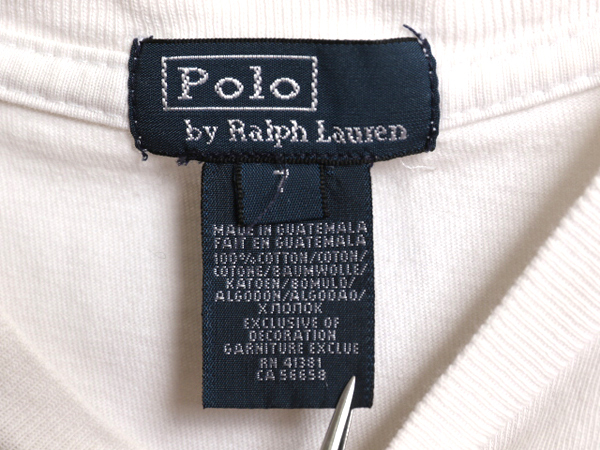 Polo
by Ralph Lauren
7
MADE IN GUATEMALA
FAIT EN GUATEMALA
100% COTTON/COTON/
COTONE/BAUMWOLLE/
KATOEN/BOMULD/
ALGODON/ALGODAO/
ХЛОПОК
EXCLUSIVE OF
DECORATION
GARNITURE EXCLUE
RN 41381
CA 56658